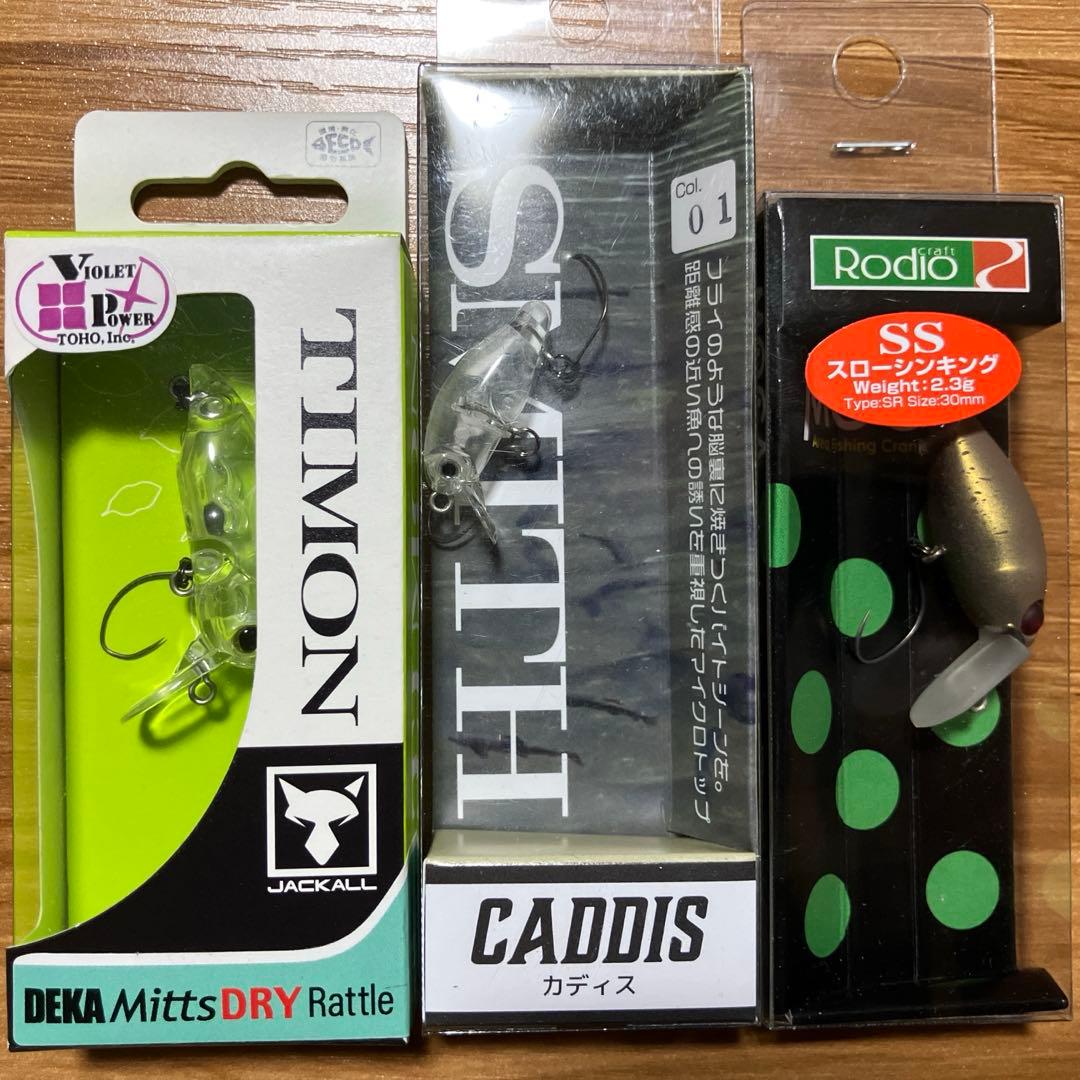 VIOLET
POWER
TOHO, Inc.
ECO
TIMON
JACKALL
DEKA Mitts DRY Rattle
SMITH
Col.
01
フライのような脳裏に焼きつくバイトシーンを。
距離感の近い魚への誘いを重視したマイクロトップ
CADDIS
カディス
Rodio craft
SS
スローシンキング
Weight:2.3g
Type:SR Size:30mm
fishing Crank